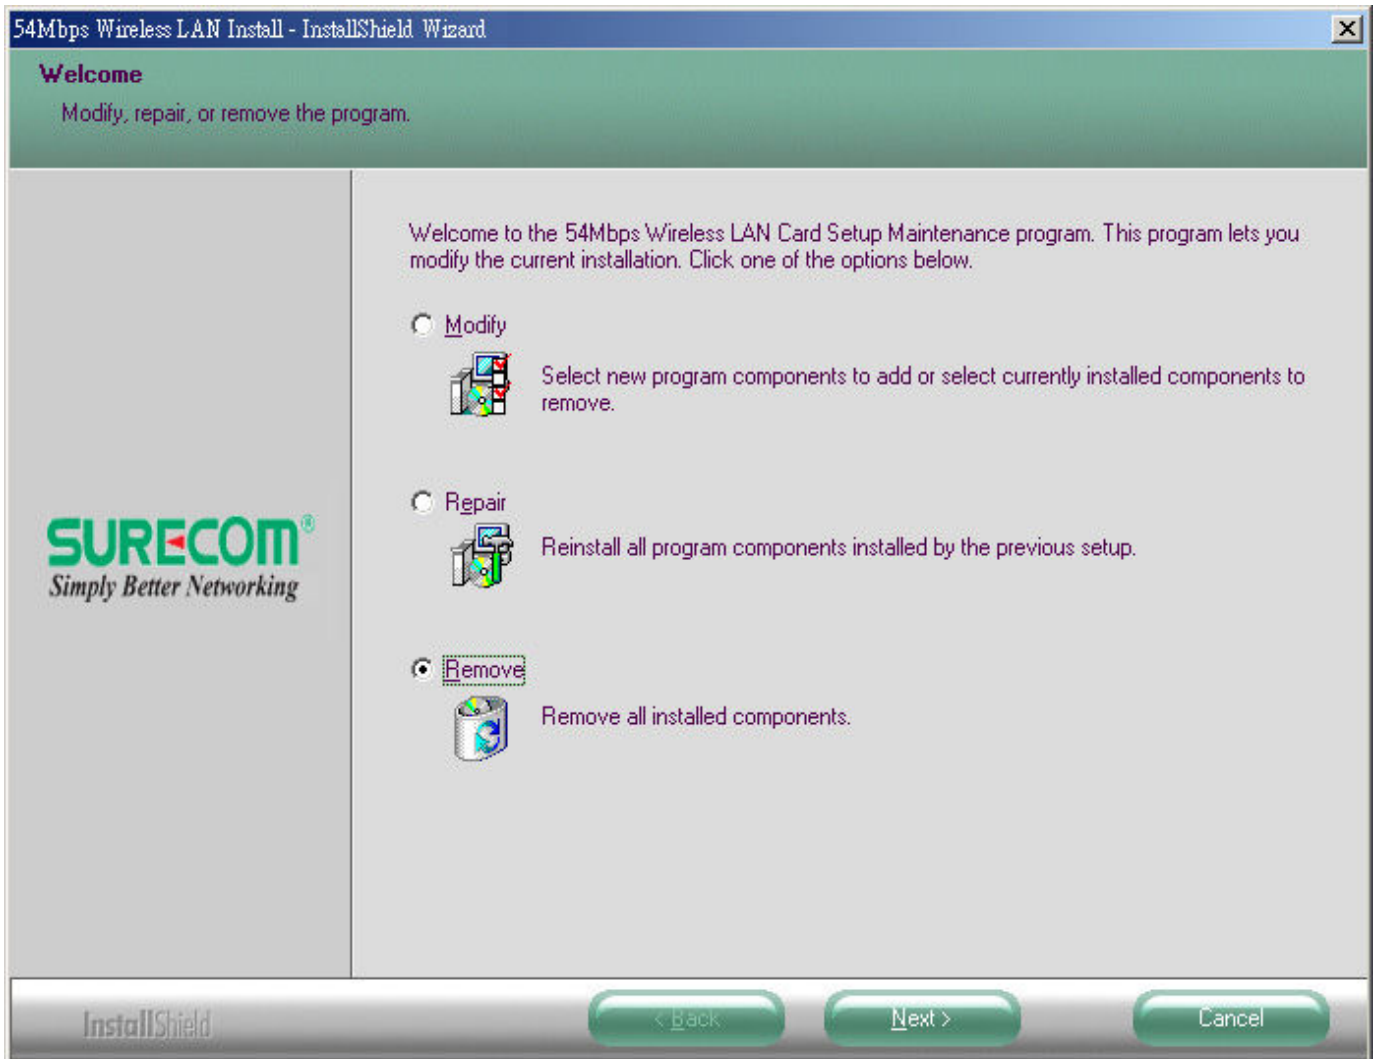 54Mbps Wireless LAN Install - InstallShield Wizard
Welcome
Modify, repair, or remove the program.
Welcome to the 54Mbps Wireless LAN Card Setup Maintenance program. This program lets you
modify the current installation. Click one of the options below.
Modify
Select new program components to add or select currently installed components to
remove.
Repair
Reinstall all program components installed by the previous setup.
SURECOM®
Simply Better Networking
Remove
Remove all installed components.
InstallShield
< Back
Next >
Cancel